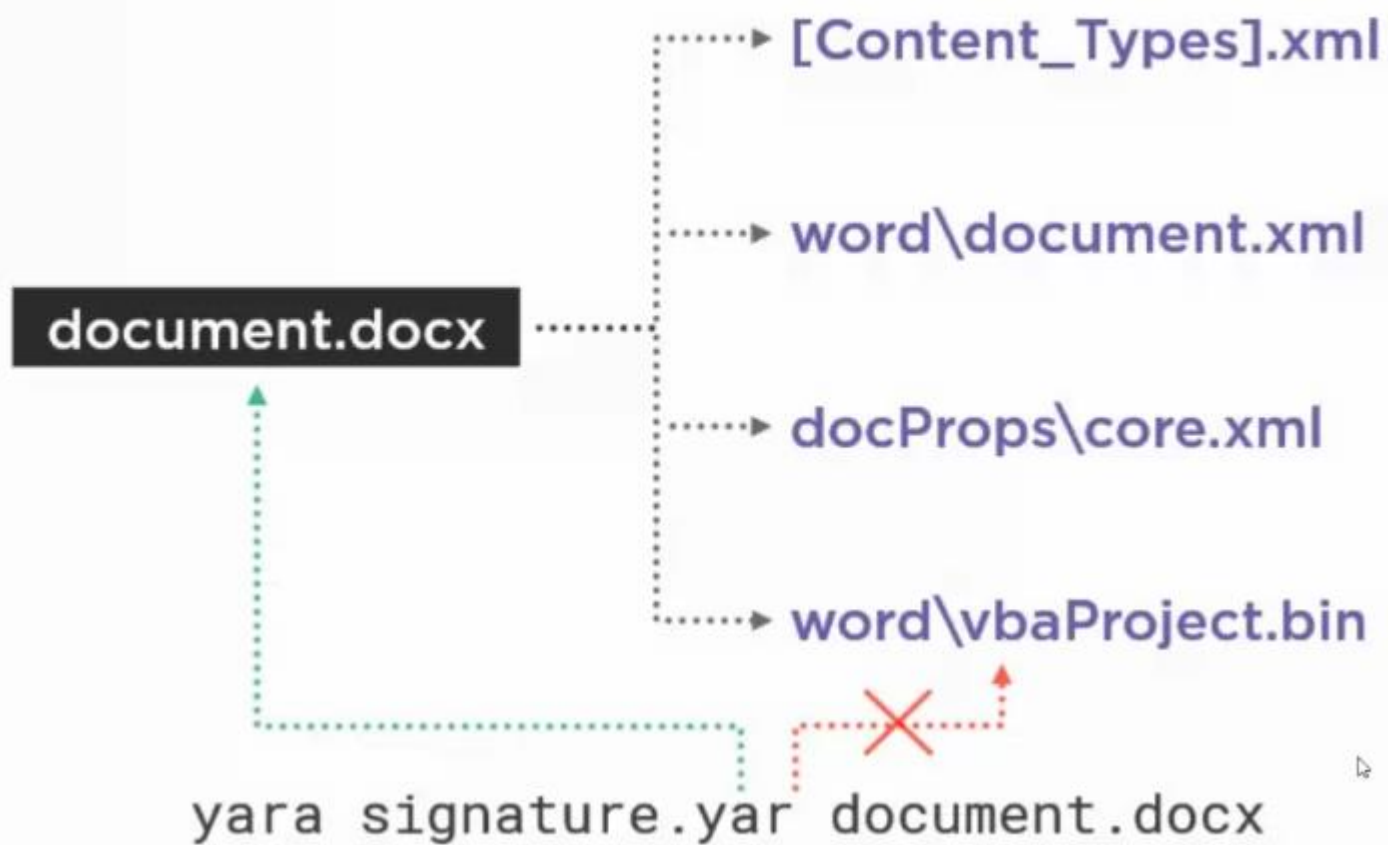 [Content_Types].xml
word\document.xml
document.docx
docProps\core.xml
word\vbaProject.bin
yara signature.yar document.docx